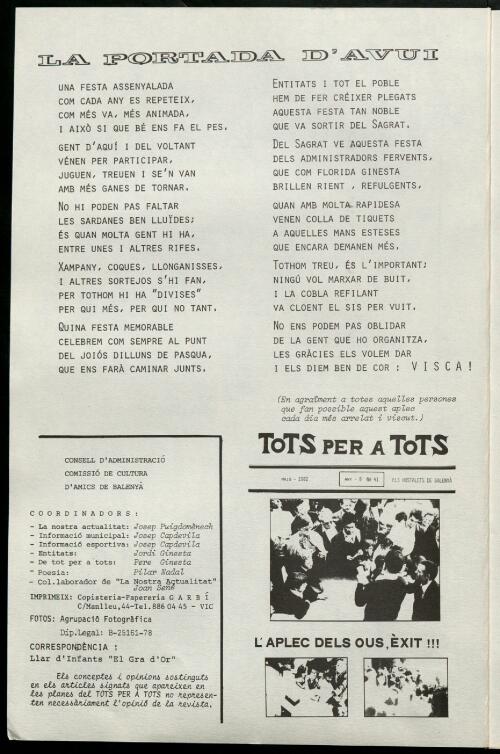 LA PORTADA D'AVUI
UNA FESTA ASSENYALADA
COM CADA ANY ES REPETEIX,
COM MÉS VA, MÉS ANIMADA,
I AIXÒ SI QUE BÉ ENS FA EL PES.
GENT D'AQUÍ I DEL VOLTANT
VÉNEN PER PARTICIPAR,
JUGUEN, TREUEN I SE'N VAN
AMB MÉS GANES DE TORNAR.
NO HI PODEN PAS FALTAR
LES SARDANES BEN LLUÏDES;
ÉS QUAN MOLTA GENT HI HA,
ENTRE UNES I ALTRES RIFES.
XAMPANY, COQUES, LLONGANISSES,
I ALTRES SORTEJOS S'HI FAN,
PER TOTHOM HI HA "DIVISES"
PER QUI MÉS, PER QUI NO TANT.
QUINA FESTA MEMORABLE
CELEBREM COM SEMPRE AL PUNT
DEL JOIÓS DILLUNS DE PASQUA,
QUE ENS FARÀ CAMINAR JUNTS.
ENTITATS I TOT EL POBLE
HEM DE FER CRÉIXER PLEGATS
AQUESTA FESTA TAN NOBLE
QUE VA SORTIR DEL SAGRAT.
DEL SAGRAT VE AQUESTA FESTA
DELS ADMINISTRADORS FERVENTS,
QUE COM FLORIDA GINESTA
BRILLEN RIENT , REFULGENTS,
QUAN AMB MOLTA RAPIDESA
VENEN COLLA DE TIQUETS
A AQUELLES MANS ESTESES
QUE ENCARA DEMANEN MÉS.
TOTHOM TREU, ÉS L'IMPORTANT;
NINGÚ VOL MARXAR DE BUIT,
I LA COBLA REFILANT
VA CLOENT EL SIS PER VUIT.
NO ENS PODEM PAS OBLIDAR
DE LA GENT QUE HO ORGANITZA,
LES GRÀCIES ELS VOLEM DAR
I ELS DIEM BEN DE COR : V I S C A !
(En agraïment a totes aquelles persones
que fan possible aquest aplec
cada dia més arrelat i viscut.)
CONSELL D'ADMINISTRACIÓ
COMISSIÓ DE CULTURA
D'AMICS DE BALENYÀ
C O O R D I N A D O R S :
- La nostra actualitat: Josep Puigdomènech
- Informació municipal: Josep Capdevila
- Informació esportiva: Josep Capdevila
- Entitats: Jordi Ginesta
- De tot per a tots: Pere Ginesta
- Poesia: Pilar Nadal
- Col.laborador de "La Nostra Actualitat"
Joan Sené
IMPRIMEIX: Copisteria-Papereria G A R B Í
C/Manlleu,44-Tel.886 04 45 - VIC
FOTOS: Agrupació Fotogràfica
Dip.Legal: B-25161-78
CORRESPONDÈNCIA :
Llar d'Infants "El Gra d'Or"
Els conceptes i opinions sostinguts
en els articles signats que apareixen en
les planes del TOTS PER A TOTS no represen-
ten necessàriament l'opinió de la revista.
TOTS PER A TOTS
MAIG - 1982 ANY - 5 Nº 41 ELS HOSTALETS DE BALENYÀ
L'APLEC DELS OUS, ÈXIT !!!